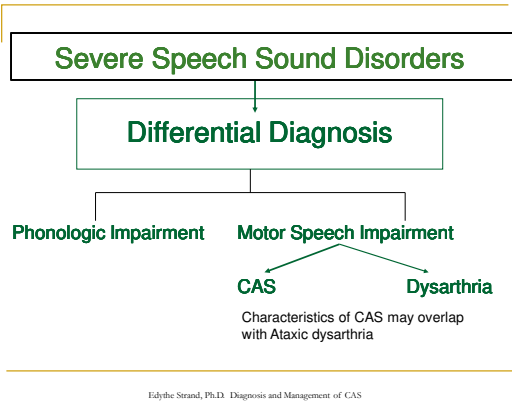 Severe Speech Sound Disorders
Differential Diagnosis
Phonologic Impairment
Motor Speech Impairment
CAS
Dysarthria
Characteristics of CAS may overlap
with Ataxic dysarthria
Edythe Strand, Ph.D. Diagnosis and Management of CAS